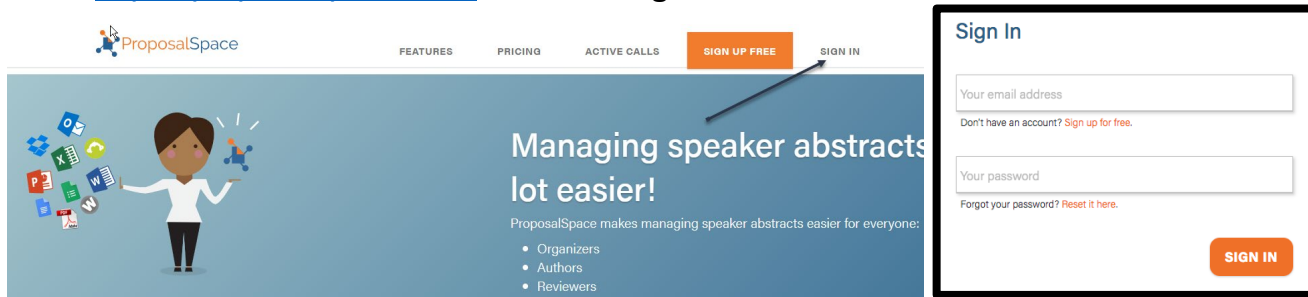 ProposalSpace
FEATURES PRICING ACTIVE CALLS SIGN UP FREE SIGN IN
Managing speaker abstracts
lot easier!
ProposalSpace makes managing speaker abstracts easier for everyone:
• Organizers
• Authors
• Reviewers
Sign In
Your email address
Don't have an account? Sign up for free.
Your password
Forgot your password? Reset it here.
SIGN IN